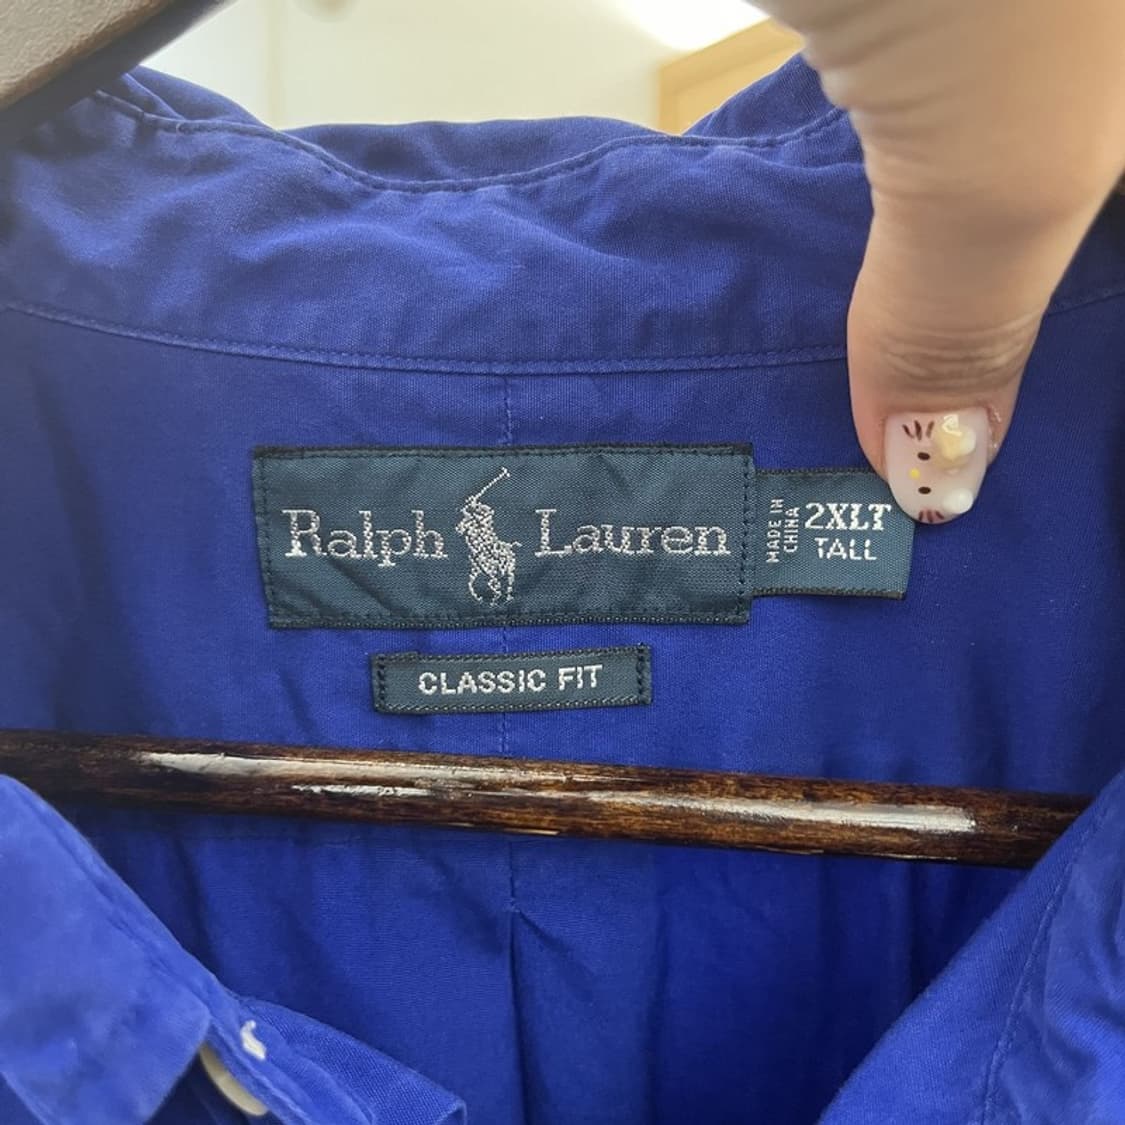 Ralph Lauren
MADE IN
CHINA
2XLT
TALL
CLASSIC FIT